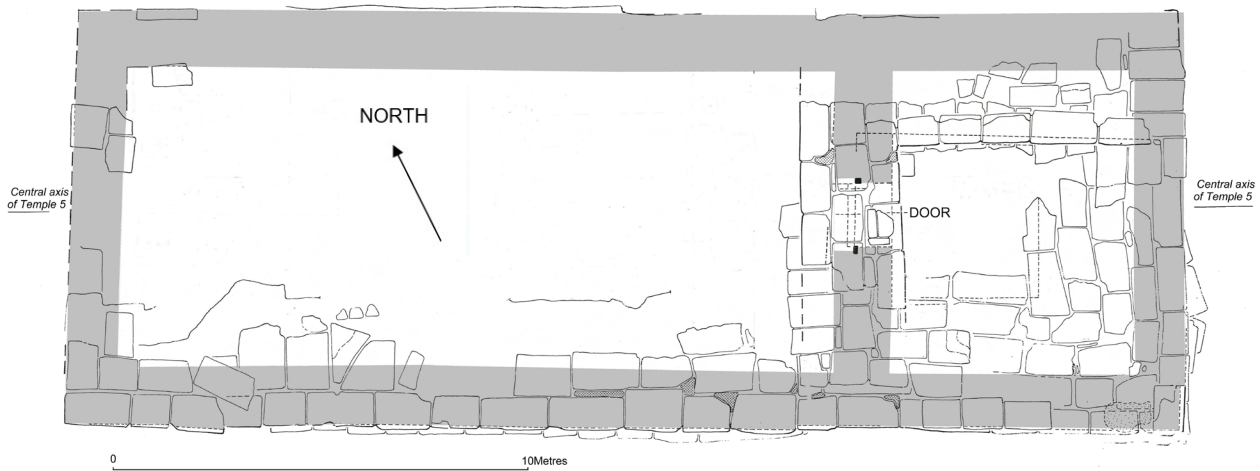 NORTH
Central axis
of Temple 5
DOOR
Central axis
of Temple 5
0
10Metres